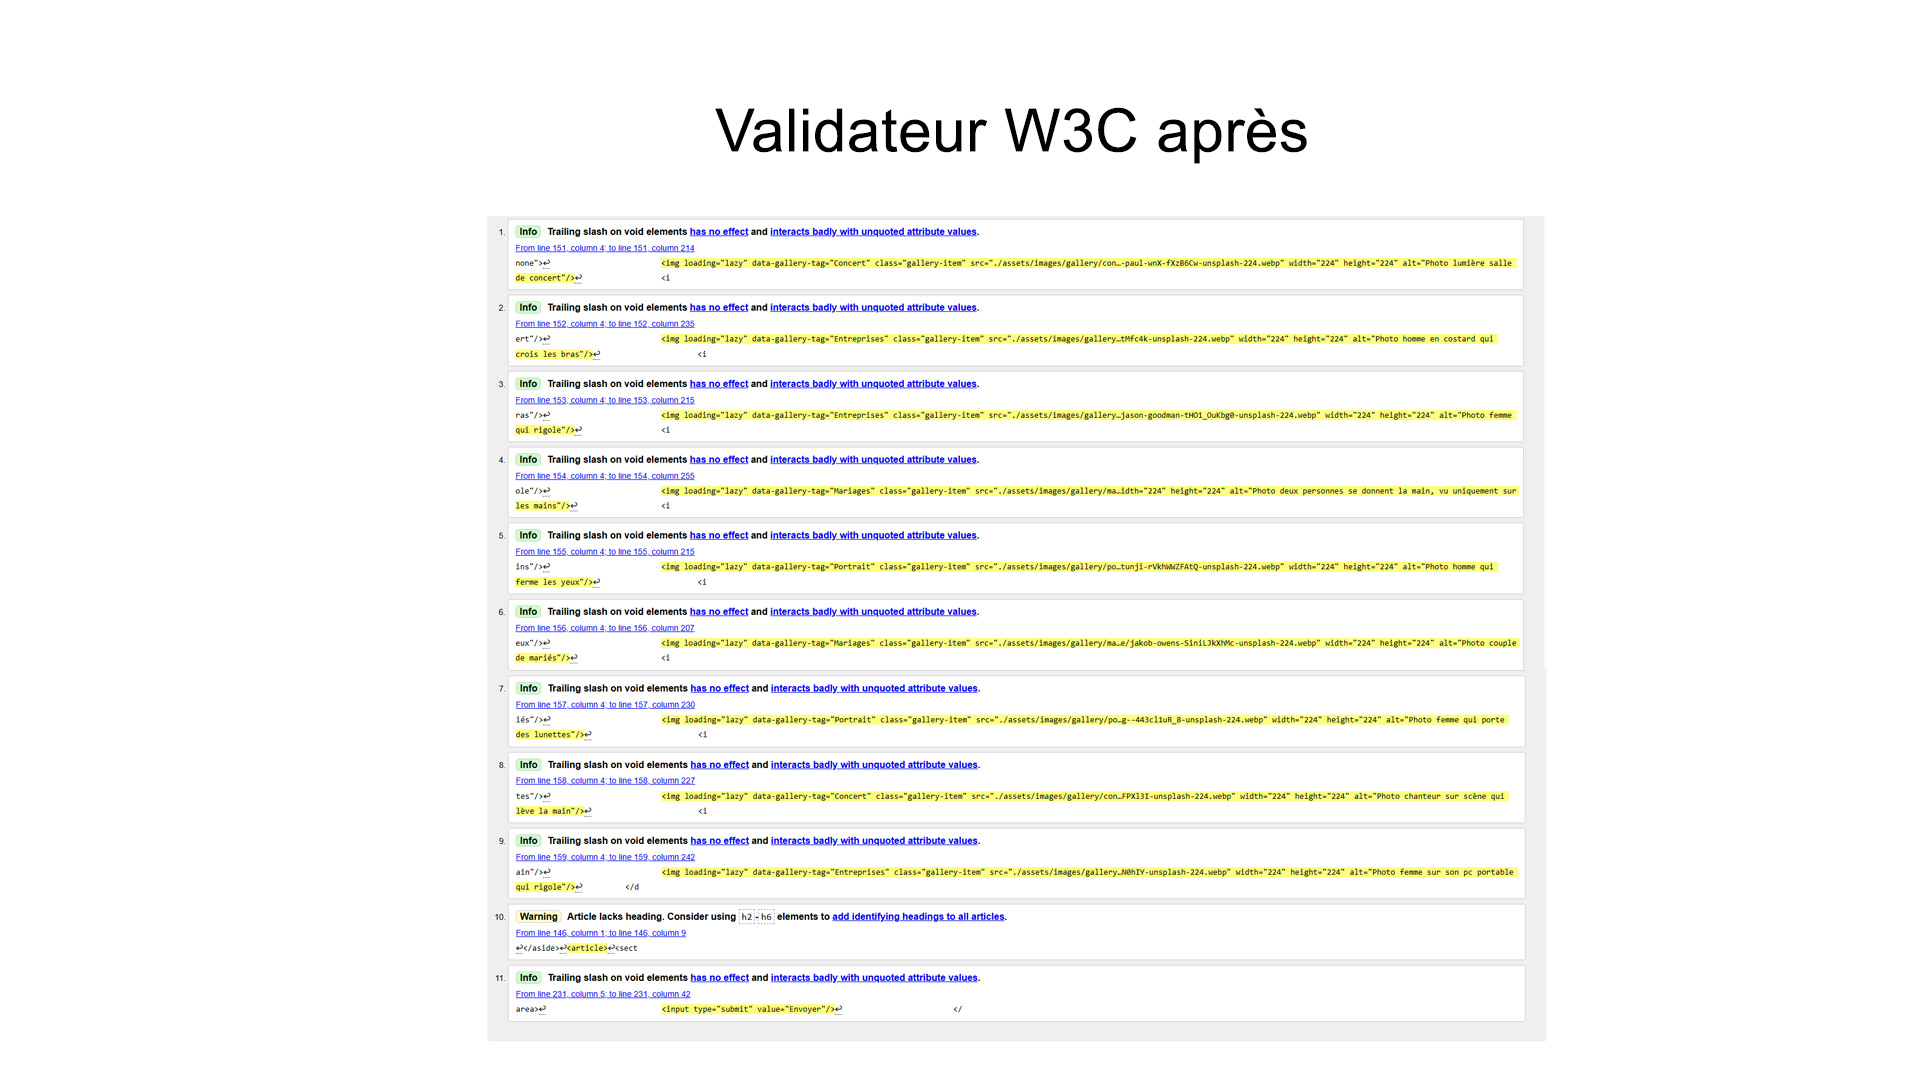 Validateur W3C après
1. Info Trailing slash on void elements has no effect and interacts badly with unquoted attribute values.
From line 151, column 4; to line 151, column 214
none">↩ <img loading="lazy" data-gallery-tag="Concert" class="gallery-item" src="./assets/images/gallery/con…-paul-wnX-fXzB6Cw-unsplash-224.webp" width="224" height="224" alt="Photo lumière salle
de concert"/>↩ <i
2. Info Trailing slash on void elements has no effect and interacts badly with unquoted attribute values.
From line 152, column 4; to line 152, column 235
ert"/>↩ <img loading="lazy" data-gallery-tag="Entreprises" class="gallery-item" src="./assets/images/gallery…tMfc4k-unsplash-224.webp" width="224" height="224" alt="Photo homme en costard qui
crois les bras"/>↩ <i
3. Info Trailing slash on void elements has no effect and interacts badly with unquoted attribute values.
From line 153, column 4; to line 153, column 215
ras"/>↩ <img loading="lazy" data-gallery-tag="Entreprises" class="gallery-item" src="./assets/images/gallery…jason-goodman-tHO1_OuKbg0-unsplash-224.webp" width="224" height="224" alt="Photo femme
qui rigole"/>↩ <i
4. Info Trailing slash on void elements has no effect and interacts badly with unquoted attribute values.
From line 154, column 4; to line 154, column 255
ole"/>↩ <img loading="lazy" data-gallery-tag="Mariages" class="gallery-item" src="./assets/images/gallery/ma…idth="224" height="224" alt="Photo deux personnes se donnent la main, vu uniquement sur
les mains"/>↩ <i
5. Info Trailing slash on void elements has no effect and interacts badly with unquoted attribute values.
From line 155, column 4; to line 155, column 215
ins"/>↩ <img loading="lazy" data-gallery-tag="Portrait" class="gallery-item" src="./assets/images/gallery/po…tunji-rVkhWWZFAtQ-unsplash-224.webp" width="224" height="224" alt="Photo homme qui
ferme les yeux"/>↩ <i
6. Info Trailing slash on void elements has no effect and interacts badly with unquoted attribute values.
From line 156, column 4; to line 156, column 207
eux"/>↩ <img loading="lazy" data-gallery-tag="Mariages" class="gallery-item" src="./assets/images/gallery/ma…e/jakob-owens-SiniLJkXhMc-unsplash-224.webp" width="224" height="224" alt="Photo couple
de mariés"/>↩ <i
7. Info Trailing slash on void elements has no effect and interacts badly with unquoted attribute values.
From line 157, column 4; to line 157, column 230
iés"/>↩ <img loading="lazy" data-gallery-tag="Portrait" class="gallery-item" src="./assets/images/gallery/po…g--443cl1uR_8-unsplash-224.webp" width="224" height="224" alt="Photo femme qui porte
des lunettes"/>↩ <i
8. Info Trailing slash on void elements has no effect and interacts badly with unquoted attribute values.
From line 158, column 4; to line 158, column 227
tes"/>↩ <img loading="lazy" data-gallery-tag="Concert" class="gallery-item" src="./assets/images/gallery/con…FPXl3I-unsplash-224.webp" width="224" height="224" alt="Photo chanteur sur scène qui
lève la main"/>↩ <i
9. Info Trailing slash on void elements has no effect and interacts badly with unquoted attribute values.
From line 159, column 4; to line 159, column 242
ain"/>↩ <img loading="lazy" data-gallery-tag="Entreprises" class="gallery-item" src="./assets/images/gallery…N0hIY-unsplash-224.webp" width="224" height="224" alt="Photo femme sur son pc portable
qui rigole"/>↩ </d
10. Warning Article lacks heading. Consider using h2-h6 elements to add identifying headings to all articles.
From line 146, column 1; to line 146, column 9
↩</aside>↩<article>↩<sect
11. Info Trailing slash on void elements has no effect and interacts badly with unquoted attribute values.
From line 231, column 5; to line 231, column 42
area>↩ <input type="submit" value="Envoyer"/>↩ </